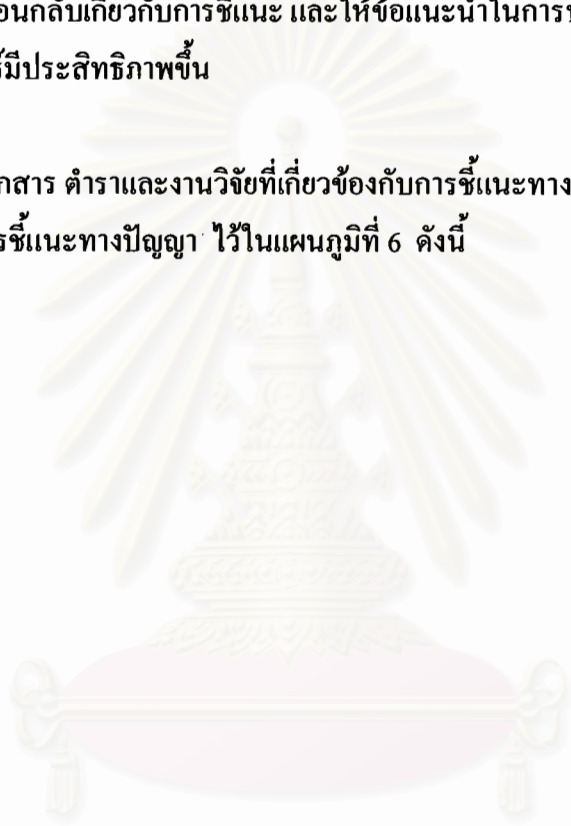 อนกลับเกี่ยวกับการชี้แนะ และให้ข้อแนะนำในการ
มีประสิทธิภาพขึ้น
กสาร ตำราและงานวิจัยที่เกี่ยวข้องกับการชี้แนะทาง
รชี้แนะทางปัญญา ไว้ในแผนภูมิที่ 6 ดังนี้